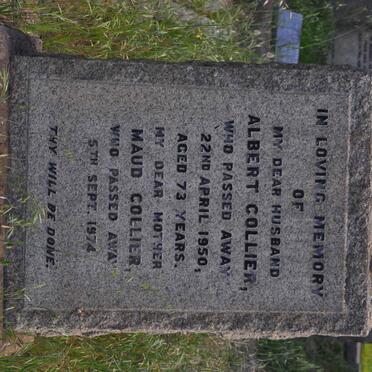 IN LOVING MEMORY
OF
MY DEAR HUSBAND
ALBERT COLLIER,
WHO PASSED AWAY
22ND APRIL 1950,
AGED 73 YEARS.
MY DEAR MOTHER
MAUD COLLIER,
WHO PASSED AWAY
5TH SEPT. 1974
THY WILL BE DONE.